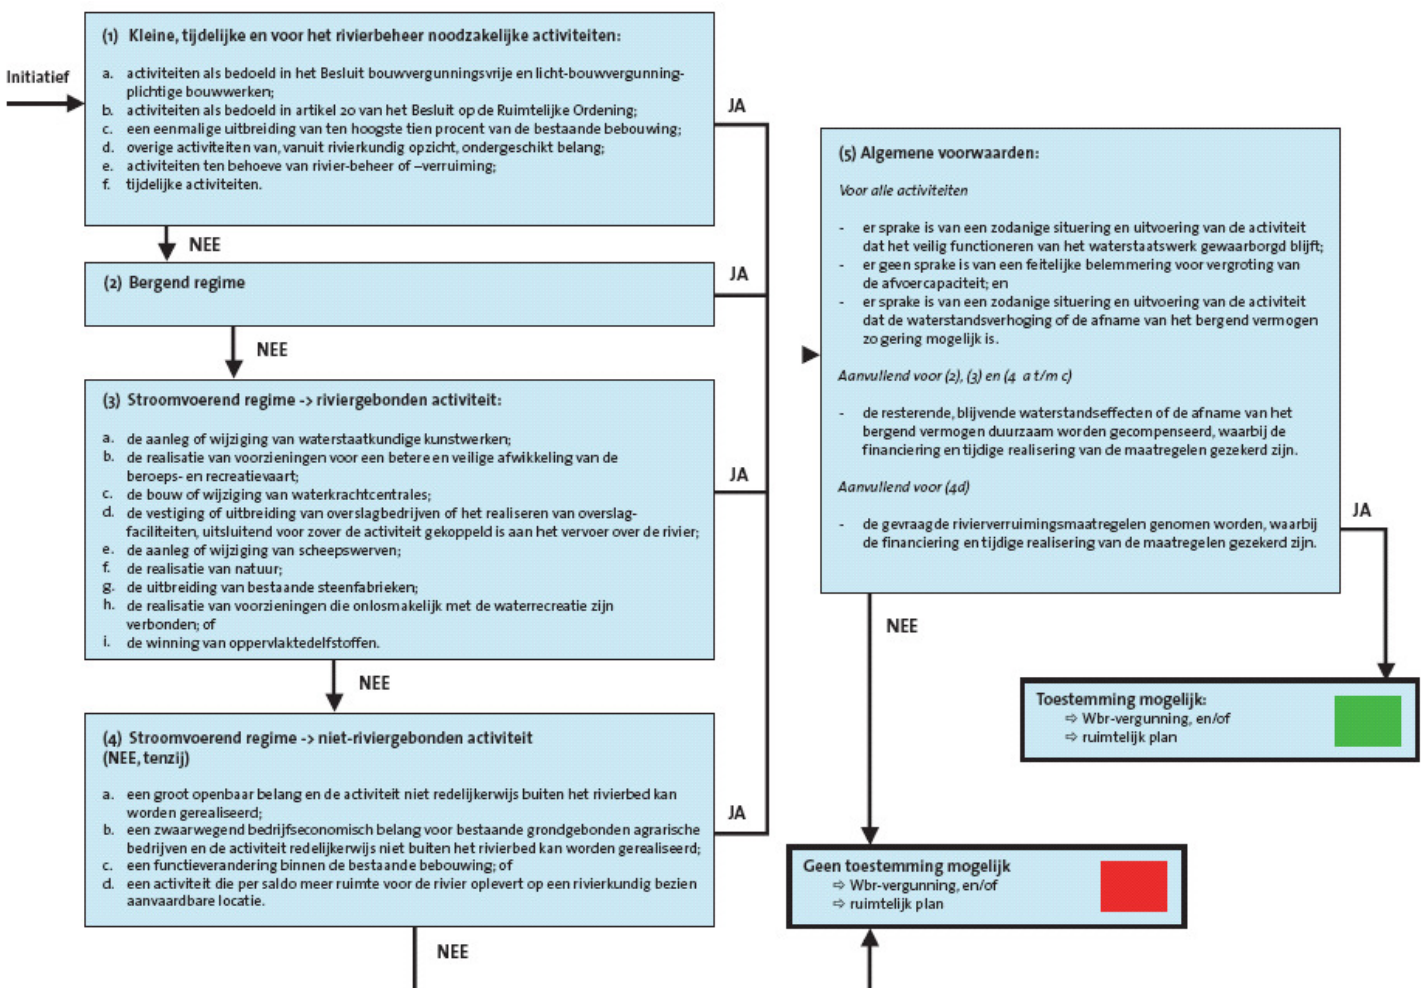 Initiatief
(1) Kleine, tijdelijke en voor het rivierbeheer noodzakelijke activiteiten:
a. activiteiten als bedoeld in het Besluit bouwvergunningsvrije en licht-bouwvergunning-
plichtige bouwwerken;
b. activiteiten als bedoeld in artikel 20 van het Besluit op de Ruimtelijke Ordening;
c. een eenmalige uitbreiding van ten hoogste tien procent van de bestaande bebouwing;
d. overige activiteiten van, vanuit rivierkundig opzicht, ondergeschikt belang;
e. activiteiten ten behoeve van rivier-beheer of –verruiming;
f. tijdelijke activiteiten.
JA
NEE
(2) Bergend regime
JA
NEE
(3) Stroomvoerend regime -> riviergebonden activiteit:
a. de aanleg of wijziging van waterstaatkundige kunstwerken;
b. de realisatie van voorzieningen voor een betere en veilige afwikkeling van de
beroeps- en recreatievaart;
c. de bouw of wijziging van waterkrachtcentrales;
d. de vestiging of uitbreiding van overslagbedrijven of het realiseren van overslag-
faciliteiten, uitsluitend voor zover de activiteit gekoppeld is aan het vervoer over de rivier;
e. de aanleg of wijziging van scheepswerven;
f. de realisatie van natuur;
g. de uitbreiding van bestaande steenfabrieken;
h. de realisatie van voorzieningen die onlosmakelijk met de waterrecreatie zijn
verbonden; of
i. de winning van oppervlaktedelfstoffen.
JA
NEE
(4) Stroomvoerend regime -> niet-riviergebonden activiteit
(NEE, tenzij)
a. een groot openbaar belang en de activiteit niet redelijkerwijs buiten het rivierbed kan
worden gerealiseerd;
b. een zwaarwegend bedrijfseconomisch belang voor bestaande grondgebonden agrarische
bedrijven en de activiteit redelijkerwijs niet buiten het rivierbed kan worden gerealiseerd;
c. een functieverandering binnen de bestaande bebouwing; of
d. een activiteit die per saldo meer ruimte voor de rivier oplevert op een rivierkundig bezien
aanvaardbare locatie.
JA
NEE
(5) Algemene voorwaarden:
Voor alle activiteiten
- er sprake is van een zodanige situering en uitvoering van de activiteit
dat het veilig functioneren van het waterstaatswerk gewaarborgd blijft;
- er geen sprake is van een feitelijke belemmering voor vergroting van
de afvoercapaciteit; en
- er sprake is van een zodanige situering en uitvoering van de activiteit
dat de waterstandsverhoging of de afname van het bergend vermogen
zo gering mogelijk is.
Aanvullend voor (2), (3) en (4 a t/m c)
- de resterende, blijvende waterstandseffecten of de afname van het
bergend vermogen duurzaam worden gecompenseerd, waarbij de
financiering en tijdige realisering van de maatregelen gezekerd zijn.
Aanvullend voor (4d)
- de gevraagde rivierverruimingsmaatregelen genomen worden, waarbij
de financiering en tijdige realisering van de maatregelen gezekerd zijn.
JA
NEE
Toestemming mogelijk:
⇨ Wbr-vergunning, en/of
⇨ ruimtelijk plan
Geen toestemming mogelijk
⇨ Wbr-vergunning, en/of
⇨ ruimtelijk plan